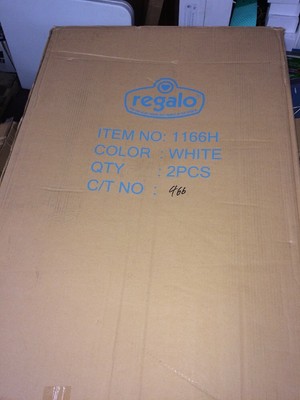 regalo
ITEM NO: 1166H
COLOR : WHITE
QTY : 2PCS
C/T NO : 466